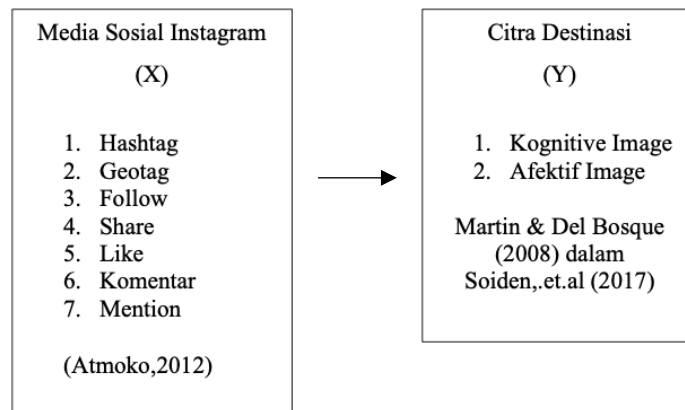 Media Sosial Instagram
(X)
1. Hashtag
2. Geotag
3. Follow
4. Share
5. Like
6. Komentar
7. Mention
(Atmoko,2012)
Citra Destinasi
(Y)
1. Kognitive Image
2. Afektif Image
Martin & Del Bosque
(2008) dalam
Soiden,.et.al (2017)